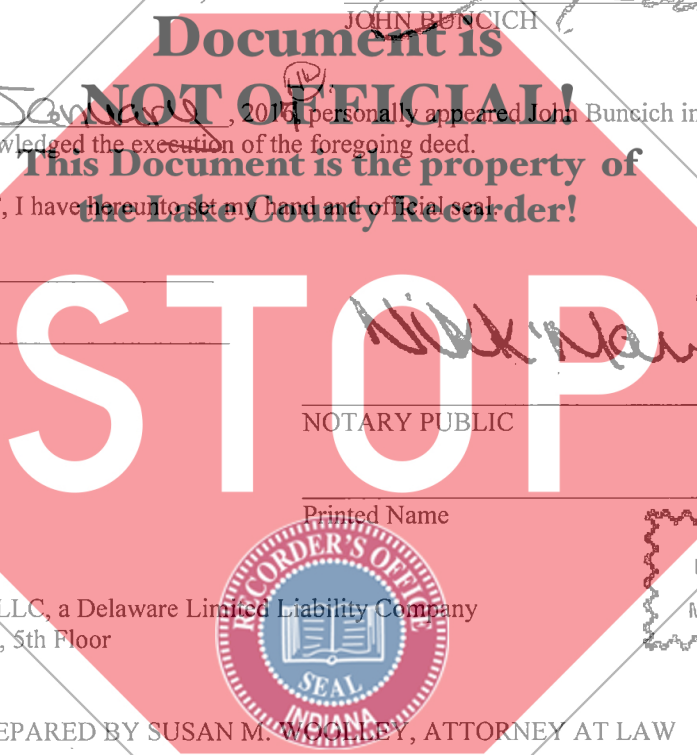 JOHN BUNCICH
Document is
NOT OFFICIAL!
January, 2015, personally appeared John Buncich in
wledged the execution of the foregoing deed.
This Document is the property of
the Lake County Recorder!
, I have hereunto set my hand and official seal.
STOP
NOTARY PUBLIC
Printed Name
RECORDER'S OFFICE
SEAL
INDIANA
LLC, a Delaware Limited Liability Company
, 5th Floor
EPARED BY SUSAN M. WOOLLEY, ATTORNEY AT LAW